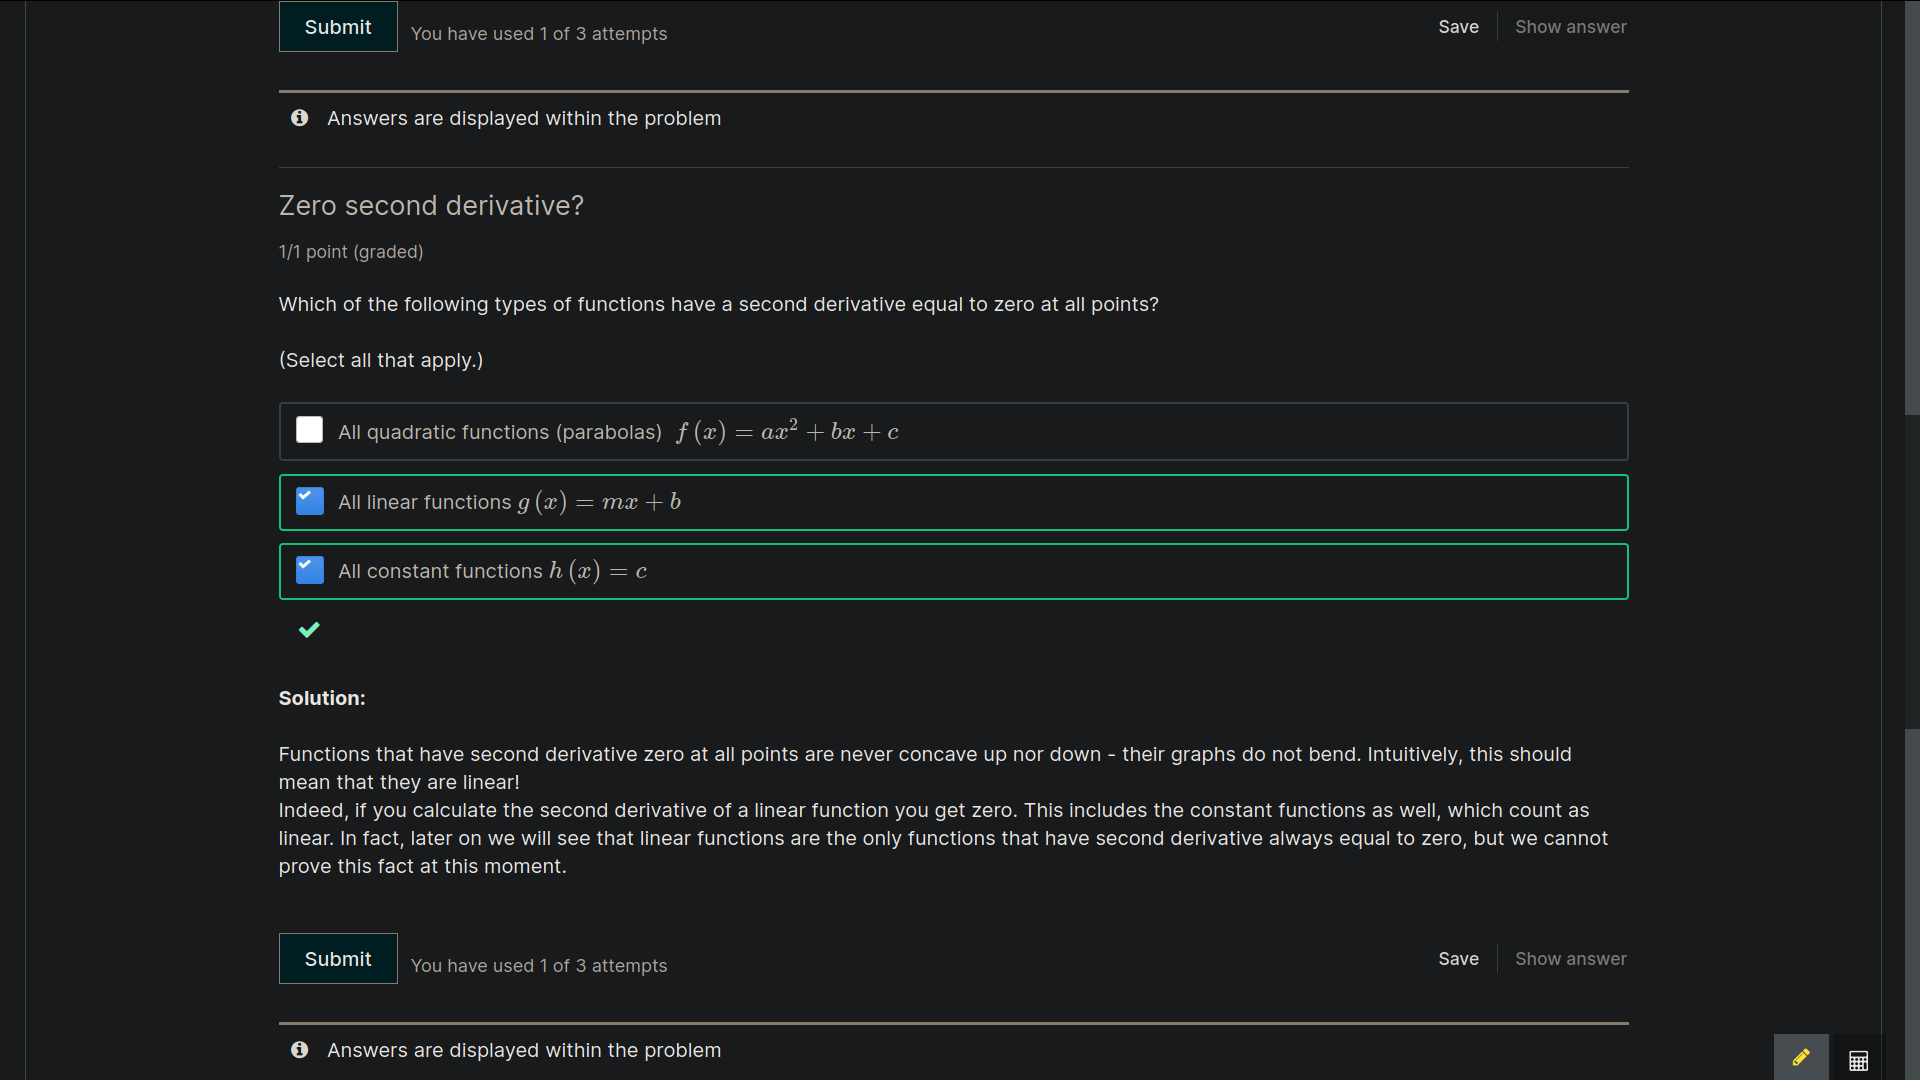 Submit You have used 1 of 3 attempts Save Show answer
Answers are displayed within the problem
Zero second derivative?
1/1 point (graded)
Which of the following types of functions have a second derivative equal to zero at all points?
(Select all that apply.)
All quadratic functions (parabolas) f (x) = ax² + bx + c
All linear functions g (x) = mx + b
All constant functions h (x) = c
Solution:
Functions that have second derivative zero at all points are never concave up nor down - their graphs do not bend. Intuitively, this should
mean that they are linear!
Indeed, if you calculate the second derivative of a linear function you get zero. This includes the constant functions as well, which count as
linear. In fact, later on we will see that linear functions are the only functions that have second derivative always equal to zero, but we cannot
prove this fact at this moment.
Submit You have used 1 of 3 attempts Save Show answer
Answers are displayed within the problem